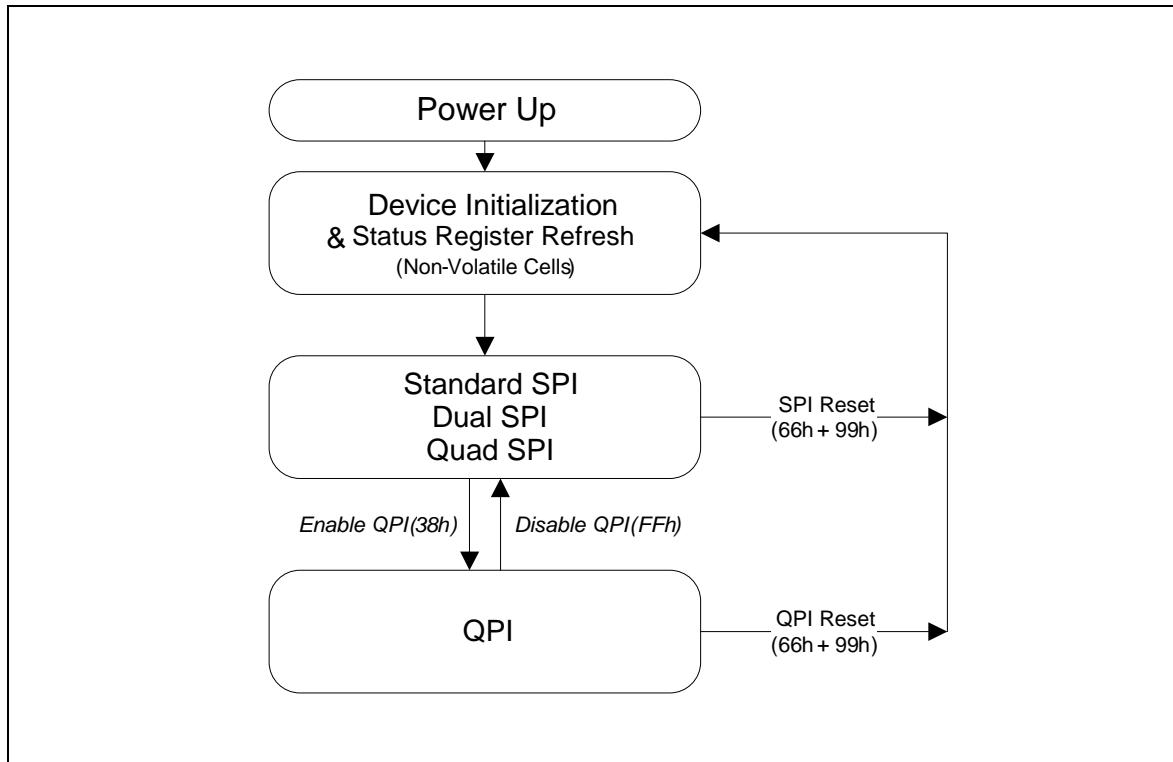 Power Up
Device Initialization
& Status Register Refresh
(Non-Volatile Cells)
Standard SPI
Dual SPI
Quad SPI
SPI Reset
(66h + 99h)
Enable QPI(38h)
Disable QPI(FFh)
QPI
QPI Reset
(66h + 99h)